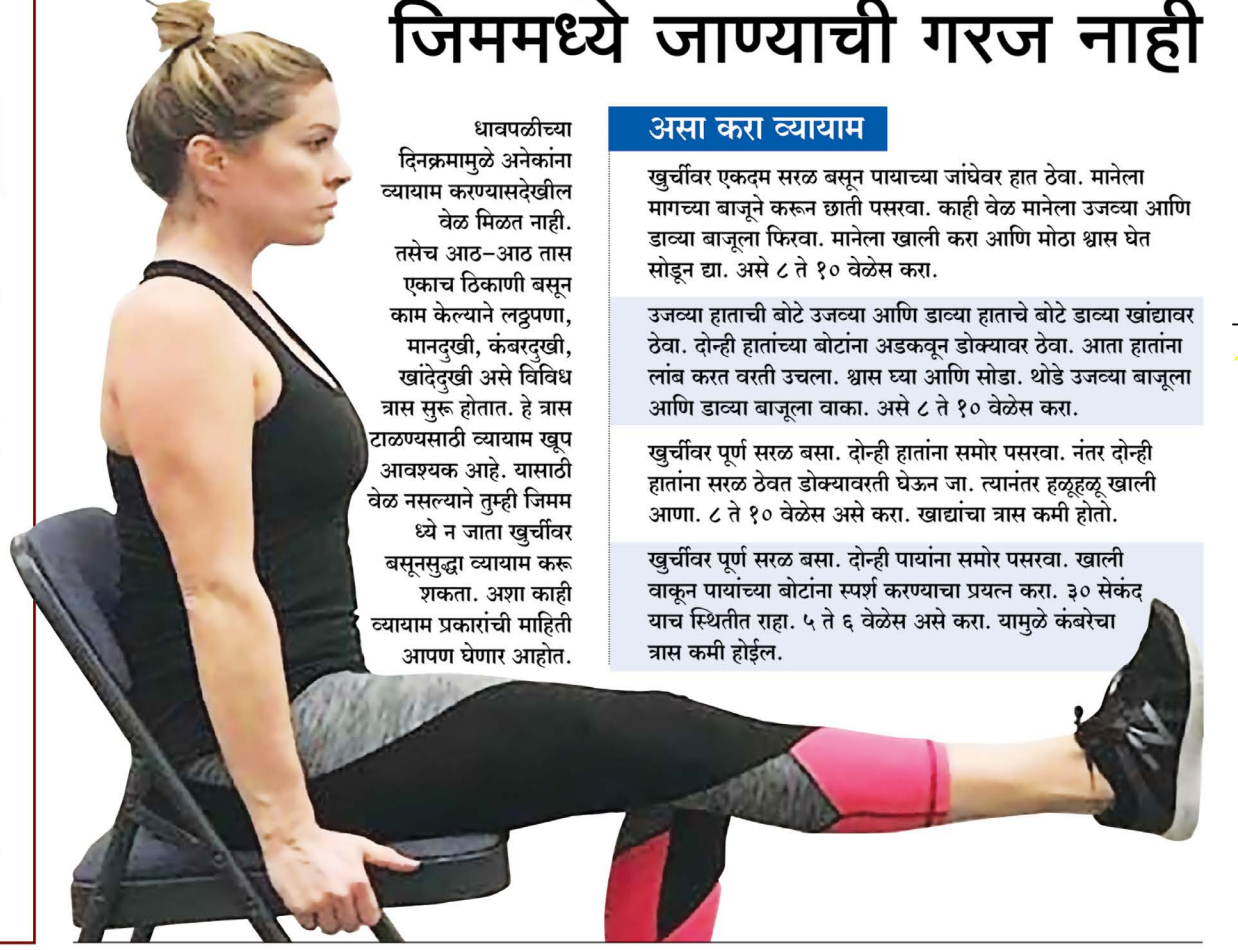 जिममध्ये जाण्याची गरज नाही
धावपळीच्या
दिनक्रमामुळे अनेकांना
व्यायाम करण्यासदेखील
वेळ मिळत नाही.
तसेच आठ-आठ तास
एकाच ठिकाणी बसून
काम केल्याने लठ्ठपणा,
मानदुखी, कंबरदुखी,
खांदेदुखी असे विविध
त्रास सुरू होतात. हे त्रास
टाळण्यसाठी व्यायाम खूप
आवश्यक आहे. यासाठी
वेळ नसल्याने तुम्ही जिमम
ध्ये न जाता खुर्चीवर
बसूनसुद्धा व्यायाम करू
शकता. अशा काही
व्यायाम प्रकारांची माहिती
आपण घेणार आहोत.
असा करा व्यायाम
खुर्चीवर एकदम सरळ बसून पायाच्या जांघेवर हात ठेवा. मानेला
मागच्या बाजूने करून छाती पसरवा. काही वेळ मानेला उजव्या आणि
डाव्या बाजूला फिरवा. मानेला खाली करा आणि मोठा श्वास घेत
सोडून द्या. असे ८ ते १० वेळेस करा.
उजव्या हाताची बोटे उजव्या आणि डाव्या हाताचे बोटे डाव्या खांद्यावर
ठेवा. दोन्ही हातांच्या बोटांना अडकवून डोक्यावर ठेवा. आता हातांना
लांब करत वरती उचला. श्वास घ्या आणि सोडा. थोडे उजव्या बाजूला
आणि डाव्या बाजूला वाका. असे ८ ते १० वेळेस करा.
खुर्चीवर पूर्ण सरळ बसा. दोन्ही हातांना समोर पसरवा. नंतर दोन्ही
हातांना सरळ ठेवत डोक्यावरती घेऊन जा. त्यानंतर हळूहळू खाली
आणा. ८ ते १० वेळेस असे करा. खाद्यांचा त्रास कमी होतो.
खुर्चीवर पूर्ण सरळ बसा. दोन्ही पायांना समोर पसरवा. खाली
वाकून पायांच्या बोटांना स्पर्श करण्याचा प्रयत्न करा. ३० सेकंद
याच स्थितीत राहा. ५ ते ६ वेळेस असे करा. यामुळे कंबरेचा
त्रास कमी होईल.